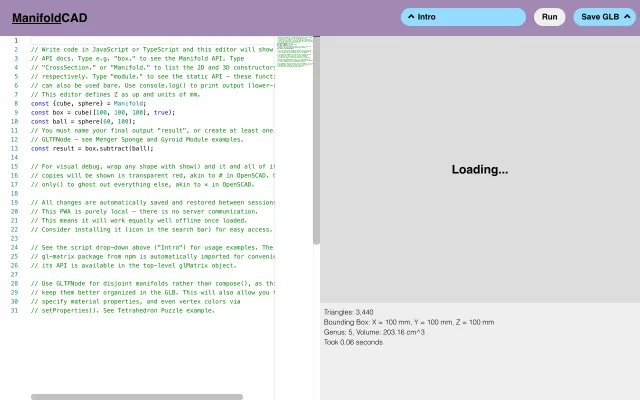 ManifoldCAD
Intro
Run
Save GLB
1
2 // Write code in JavaScript or TypeScript and this editor will show
3 // API docs. Type e.g. "box." to see the Manifold API. Type
4 // "CrossSection." or "Manifold." to list the 2D and 3D constructors
5 // respectively. Type "module." to see the static API - these functi
6 // can also be used bare. Use console.log() to print output (lower-r
7 // This editor defines Z as up and units of mm.
8 const {cube, sphere} = Manifold;
9 const box = cube([100, 100, 100], true);
10 const ball = sphere(60, 100);
11 // You must name your final output "result", or create at least one
12 // GLTFNode - see Menger Sponge and Gyroid Module examples.
13 const result = box.subtract(ball);
14
15 // For visual debug, wrap any shape with show() and it and all of it
16 // copies will be shown in transparent red, akin to # in OpenSCAD. O
17 // only() to ghost out everything else, akin to * in OpenSCAD.
18
19 // All changes are automatically saved and restored between sessions
20 // This PWA is purely local - there is no server communication.
21 // This means it will work equally well offline once loaded.
22 // Consider installing it (icon in the search bar) for easy access.
23
24 // See the script drop-down above ("Intro") for usage examples. The
25 // gl-matrix package from npm is automatically imported for convenie
26 // its API is available in the top-level glMatrix object.
27
28 // Use GLTFNode for disjoint manifolds rather than compose(), as thi
29 // keep them better organized in the GLB. This will also allow you t
30 // specify material properties, and even vertex colors via
31 // setProperties(). See Tetrahedron Puzzle example.
Loading...
Triangles: 3,440
Bounding Box: X = 100 mm, Y = 100 mm, Z = 100 mm
Genus: 5, Volume: 203.16 cm^3
Took 0.06 seconds